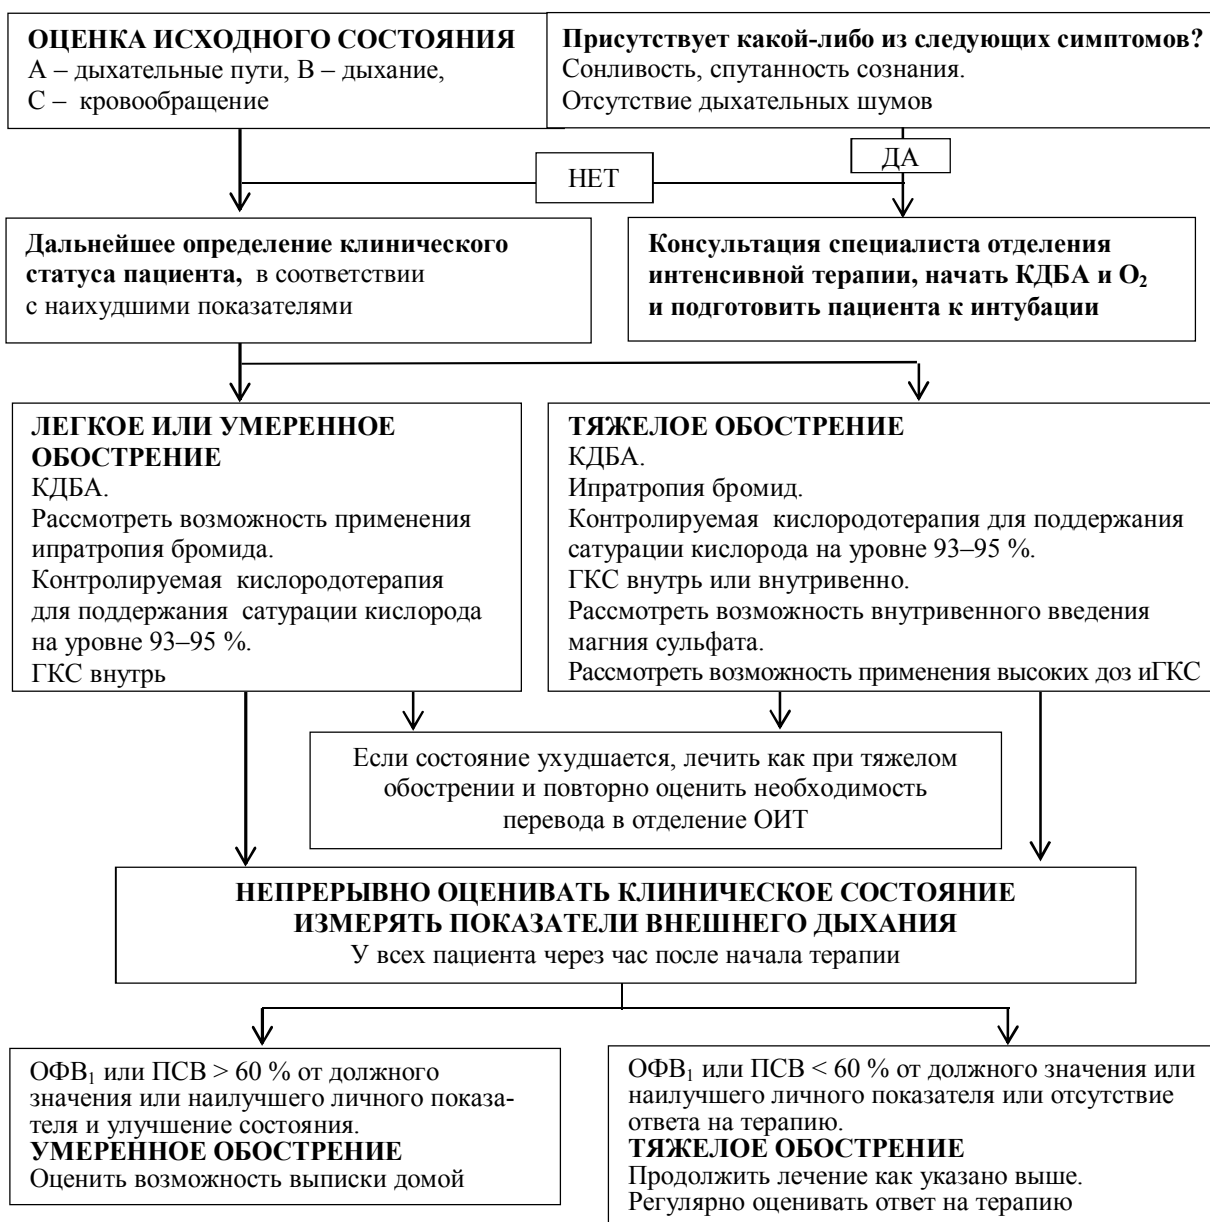 ОЦЕНКА ИСХОДНОГО СОСТОЯНИЯ
А – дыхательные пути, В – дыхание,
С – кровообращение
Присутствует какой-либо из следующих симптомов?
Сонливость, спутанность сознания.
Отсутствие дыхательных шумов
ДА
НЕТ
Дальнейшее определение клинического
статуса пациента, в соответствии
с наихудшими показателями
Консультация специалиста отделения
интенсивной терапии, начать КДБА и О₂
и подготовить пациента к интубации
ЛЕГКОЕ ИЛИ УМЕРЕННОЕ
ОБОСТРЕНИЕ
КДБА.
Рассмотреть возможность применения
ипратропия бромида.
Контролируемая кислородотерапия
для поддержания сатурации кислорода
на уровне 93–95 %.
ГКС внутрь
ТЯЖЕЛОЕ ОБОСТРЕНИЕ
КДБА.
Ипратропия бромид.
Контролируемая кислородотерапия для поддержания
сатурации кислорода на уровне 93–95 %.
ГКС внутрь или внутривенно.
Рассмотреть возможность внутривенного введения
магния сульфата.
Рассмотреть возможность применения высоких доз иГКС
Если состояние ухудшается, лечить как при тяжелом
обострении и повторно оценить необходимость
перевода в отделение ОИТ
НЕПРЕРЫВНО ОЦЕНИВАТЬ КЛИНИЧЕСКОЕ СОСТОЯНИЕ
ИЗМЕРЯТЬ ПОКАЗАТЕЛИ ВНЕШНЕГО ДЫХАНИЯ
У всех пациента через час после начала терапии
ОФВ₁ или ПСВ > 60 % от должного
значения или наилучшего личного показа-
теля и улучшение состояния.
УМЕРЕННОЕ ОБОСТРЕНИЕ
Оценить возможность выписки домой
ОФВ₁ или ПСВ < 60 % от должного значения или
наилучшего личного показателя или отсутствие
ответа на терапию.
ТЯЖЕЛОЕ ОБОСТРЕНИЕ
Продолжить лечение как указано выше.
Регулярно оценивать ответ на терапию